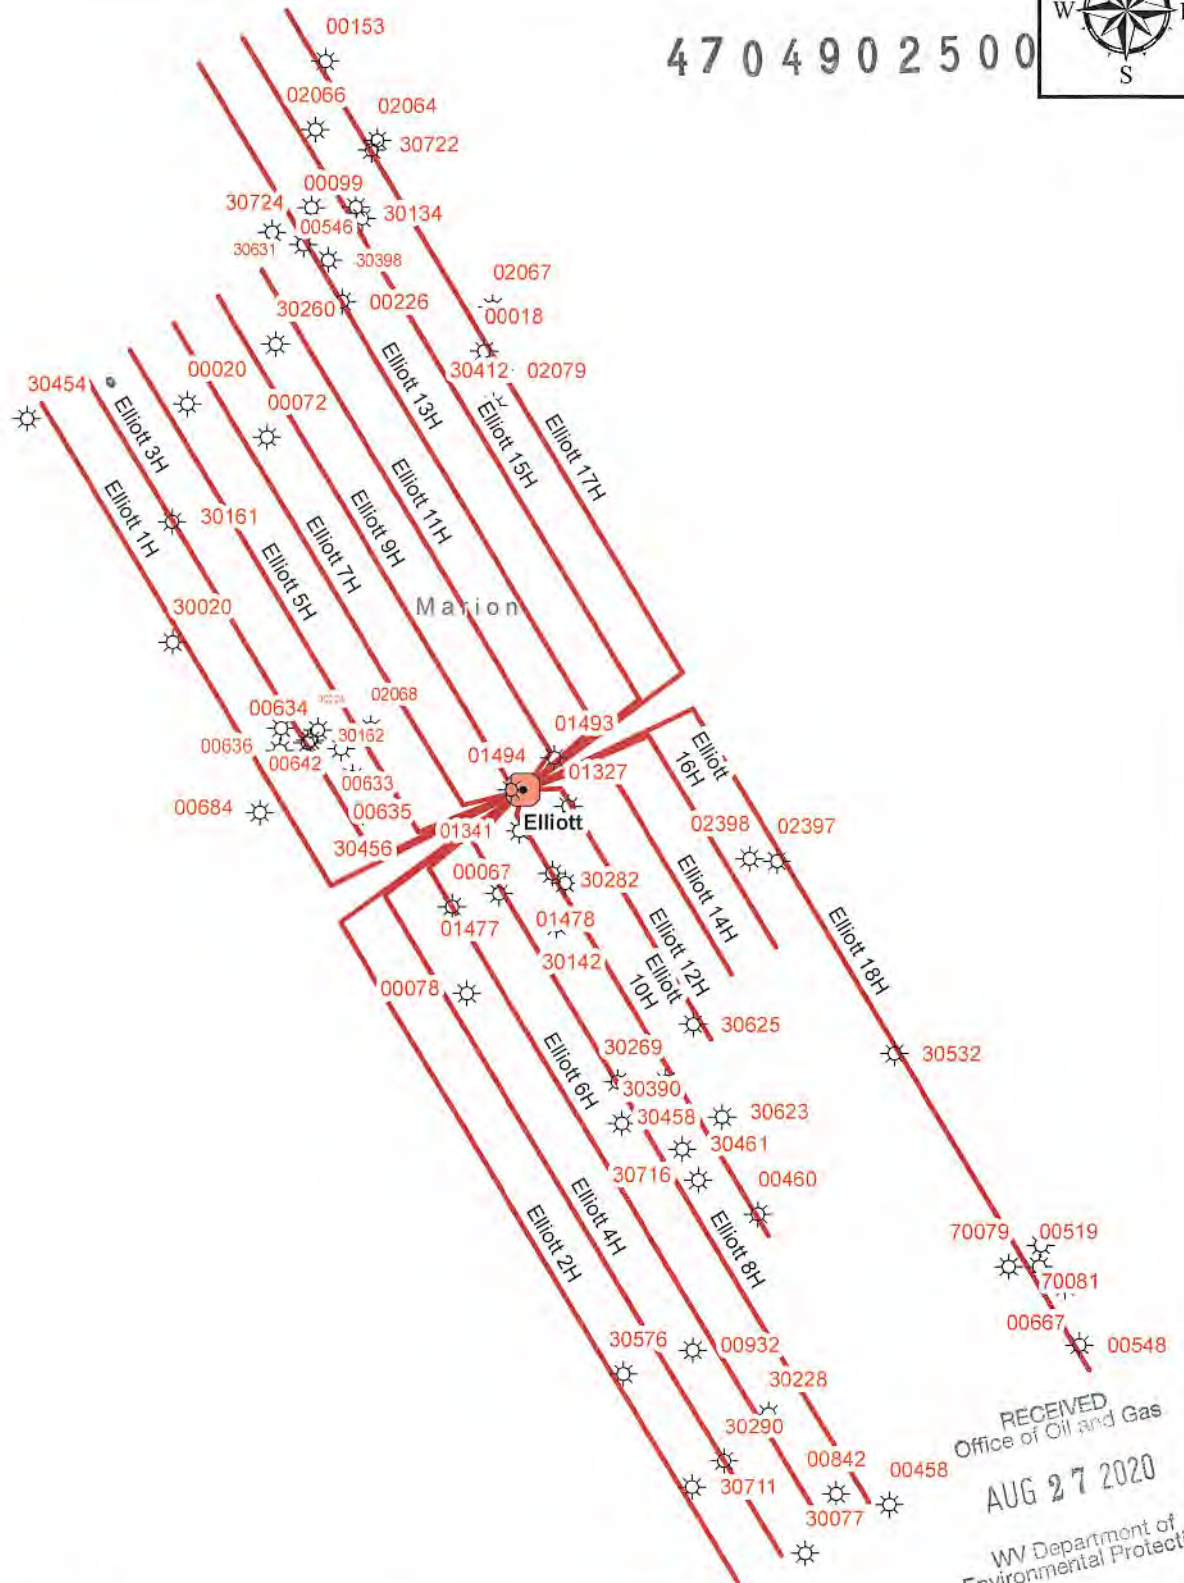 W
S
4704902500
00153
02066
02064
30722
00099
30724
30134
00546
30631
30398
02067
00226
30260
00018
30412
02079
00020
30454
00072
Elliott 13H
Elliott 15H
Elliott 17H
Elliott 3H
Elliott 1H
Elliott 11H
Elliott 9H
30161
Elliott 7H
Elliott 5H
Marion
30020
02068
00634
30162
00636
00642
01493
01494
01327
00633
00684
00635
Elliott
01341
30456
Elliott
16H
02398
02397
00067
30282
01477
01478
Elliott 14H
30142
Elliott 12H
Elliott
10H
Elliott 18H
00078
30625
30269
30532
Elliott 6H
30390
30458
30623
30461
30716
00460
Elliott 4H
Elliott 2H
Elliott 8H
70079
00519
70081
00667
00548
30576
00932
30228
30290
00842
00458
30711
30077
RECEIVED
Office of Oil and Gas
AUG 27 2020
WV Department of
Environmental Protecti